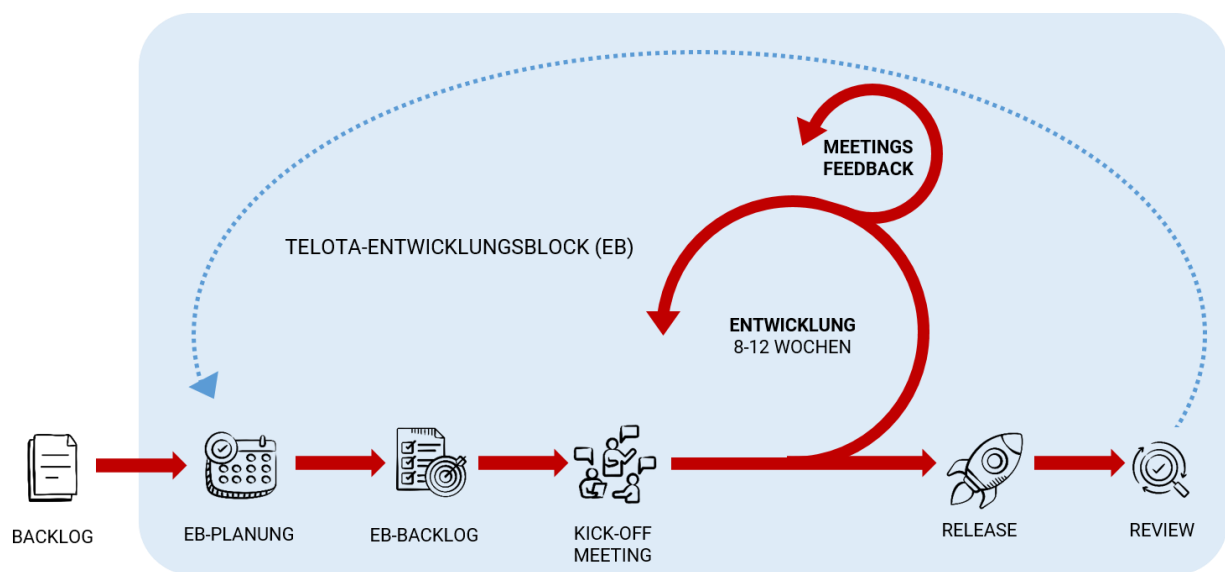 MEETINGS
FEEDBACK
TELOTA-ENTWICKLUNGSBLOCK (EB)
ENTWICKLUNG
8-12 WOCHEN
BACKLOG
EB-PLANUNG
EB-BACKLOG
KICK-OFF
MEETING
RELEASE
REVIEW